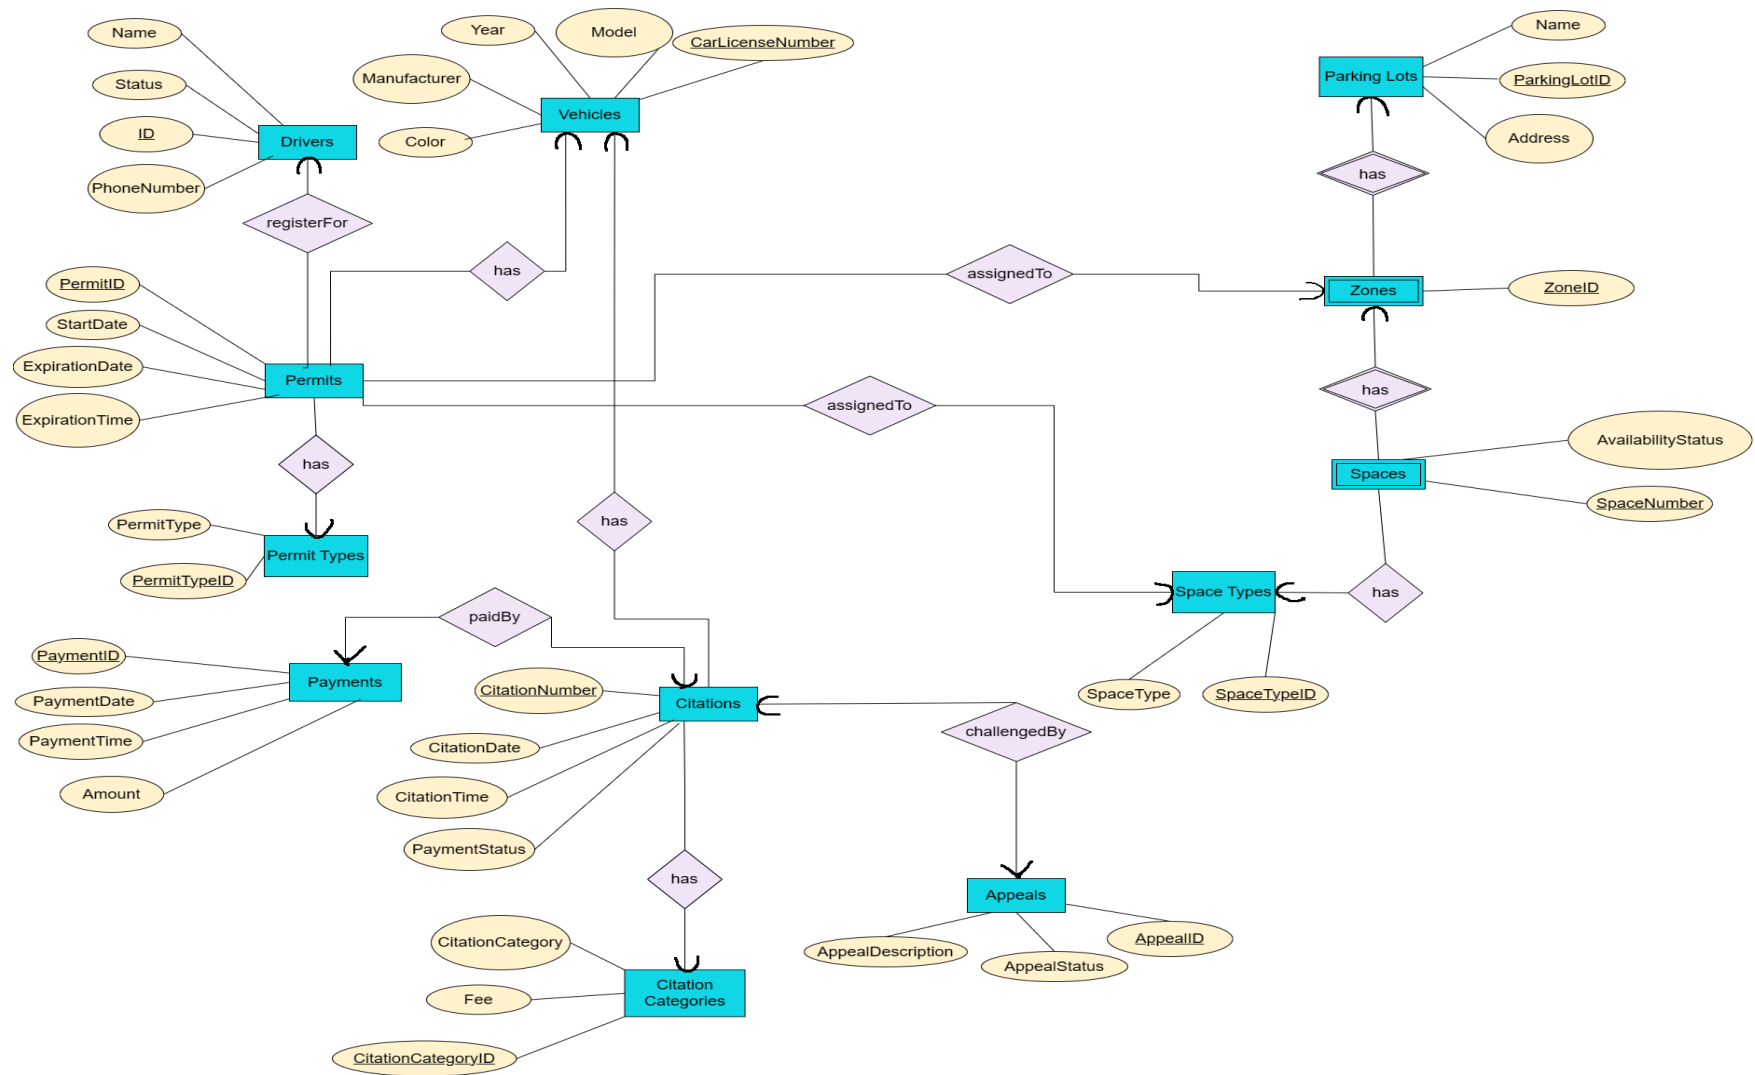 Name
Year
Model
CarLicenseNumber
Name
Manufacturer
Parking Lots
ParkingLotID
Status
Vehicles
ID
Drivers
Color
Address
PhoneNumber
has
registerFor
has
assignedTo
PermitID
Zones
ZoneID
StartDate
ExpirationDate
Permits
has
assignedTo
ExpirationTime
AvailabilityStatus
has
Spaces
SpaceNumber
PermitType
has
Permit Types
PermitTypeID
Space Types
has
paidBy
PaymentID
Payments
CitationNumber
SpaceType
SpaceTypeID
PaymentDate
Citations
PaymentTime
CitationDate
challengedBy
Amount
CitationTime
PaymentStatus
has
Appeals
CitationCategory
AppealDescription
AppealStatus
AppealID
Citation
Categories
Fee
CitationCategoryID